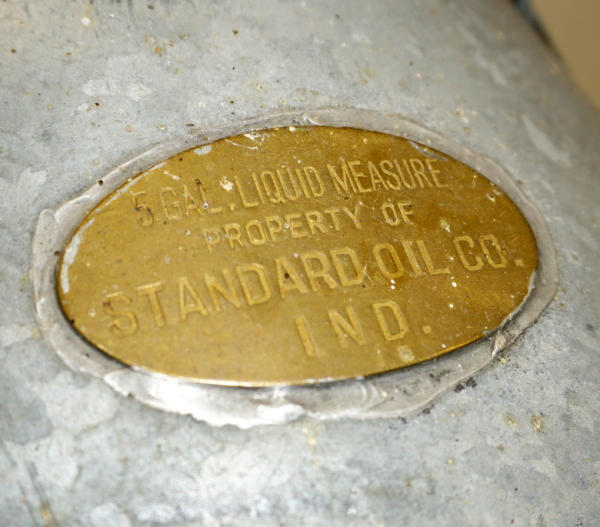 5 GAL. LIQUID MEASURE
PROPERTY OF
STANDARD OIL CO.
IND.